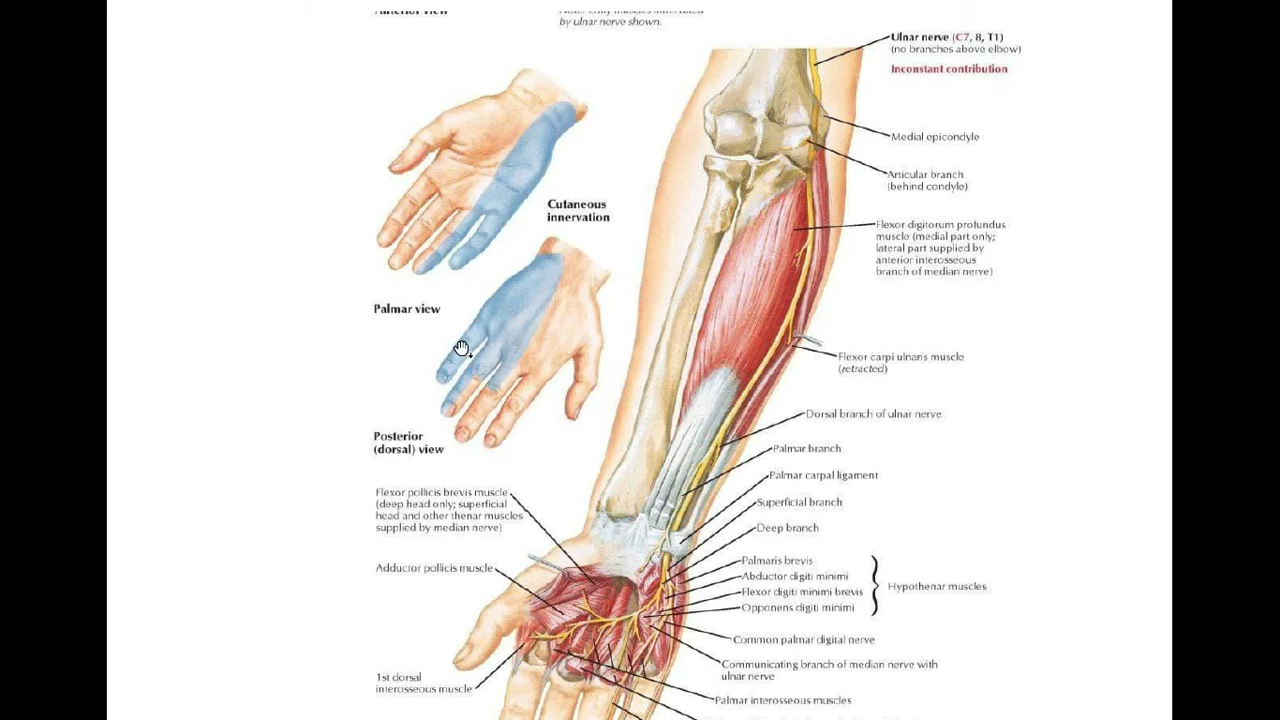 Anterior view
by ulnar nerve shown.
Ulnar nerve (C7, 8, T1)
(no branches above elbow)
Inconstant contribution
Medial epicondyle
Articular branch
(behind condyle)
Cutaneous
innervation
Flexor digitorum profundus
muscle (medial part only;
lateral part supplied by
anterior interosseous
branch of median nerve)
Palmar view
Flexor carpi ulnaris muscle
(retracted)
Dorsal branch of ulnar nerve
Posterior
(dorsal) view
Palmar branch
Palmar carpal ligament
Flexor pollicis brevis muscle
(deep head only; superficial
head and other thenar muscles
supplied by median nerve)
Superficial branch
Deep branch
Palmaris brevis
Abductor digiti minimi
Flexor digiti minimi brevis
Opponens digiti minimi
Hypothenar muscles
Adductor pollicis muscle
Common palmar digital nerve
Communicating branch of median nerve with
ulnar nerve
1st dorsal
interosseous muscle
Palmar interosseous muscles